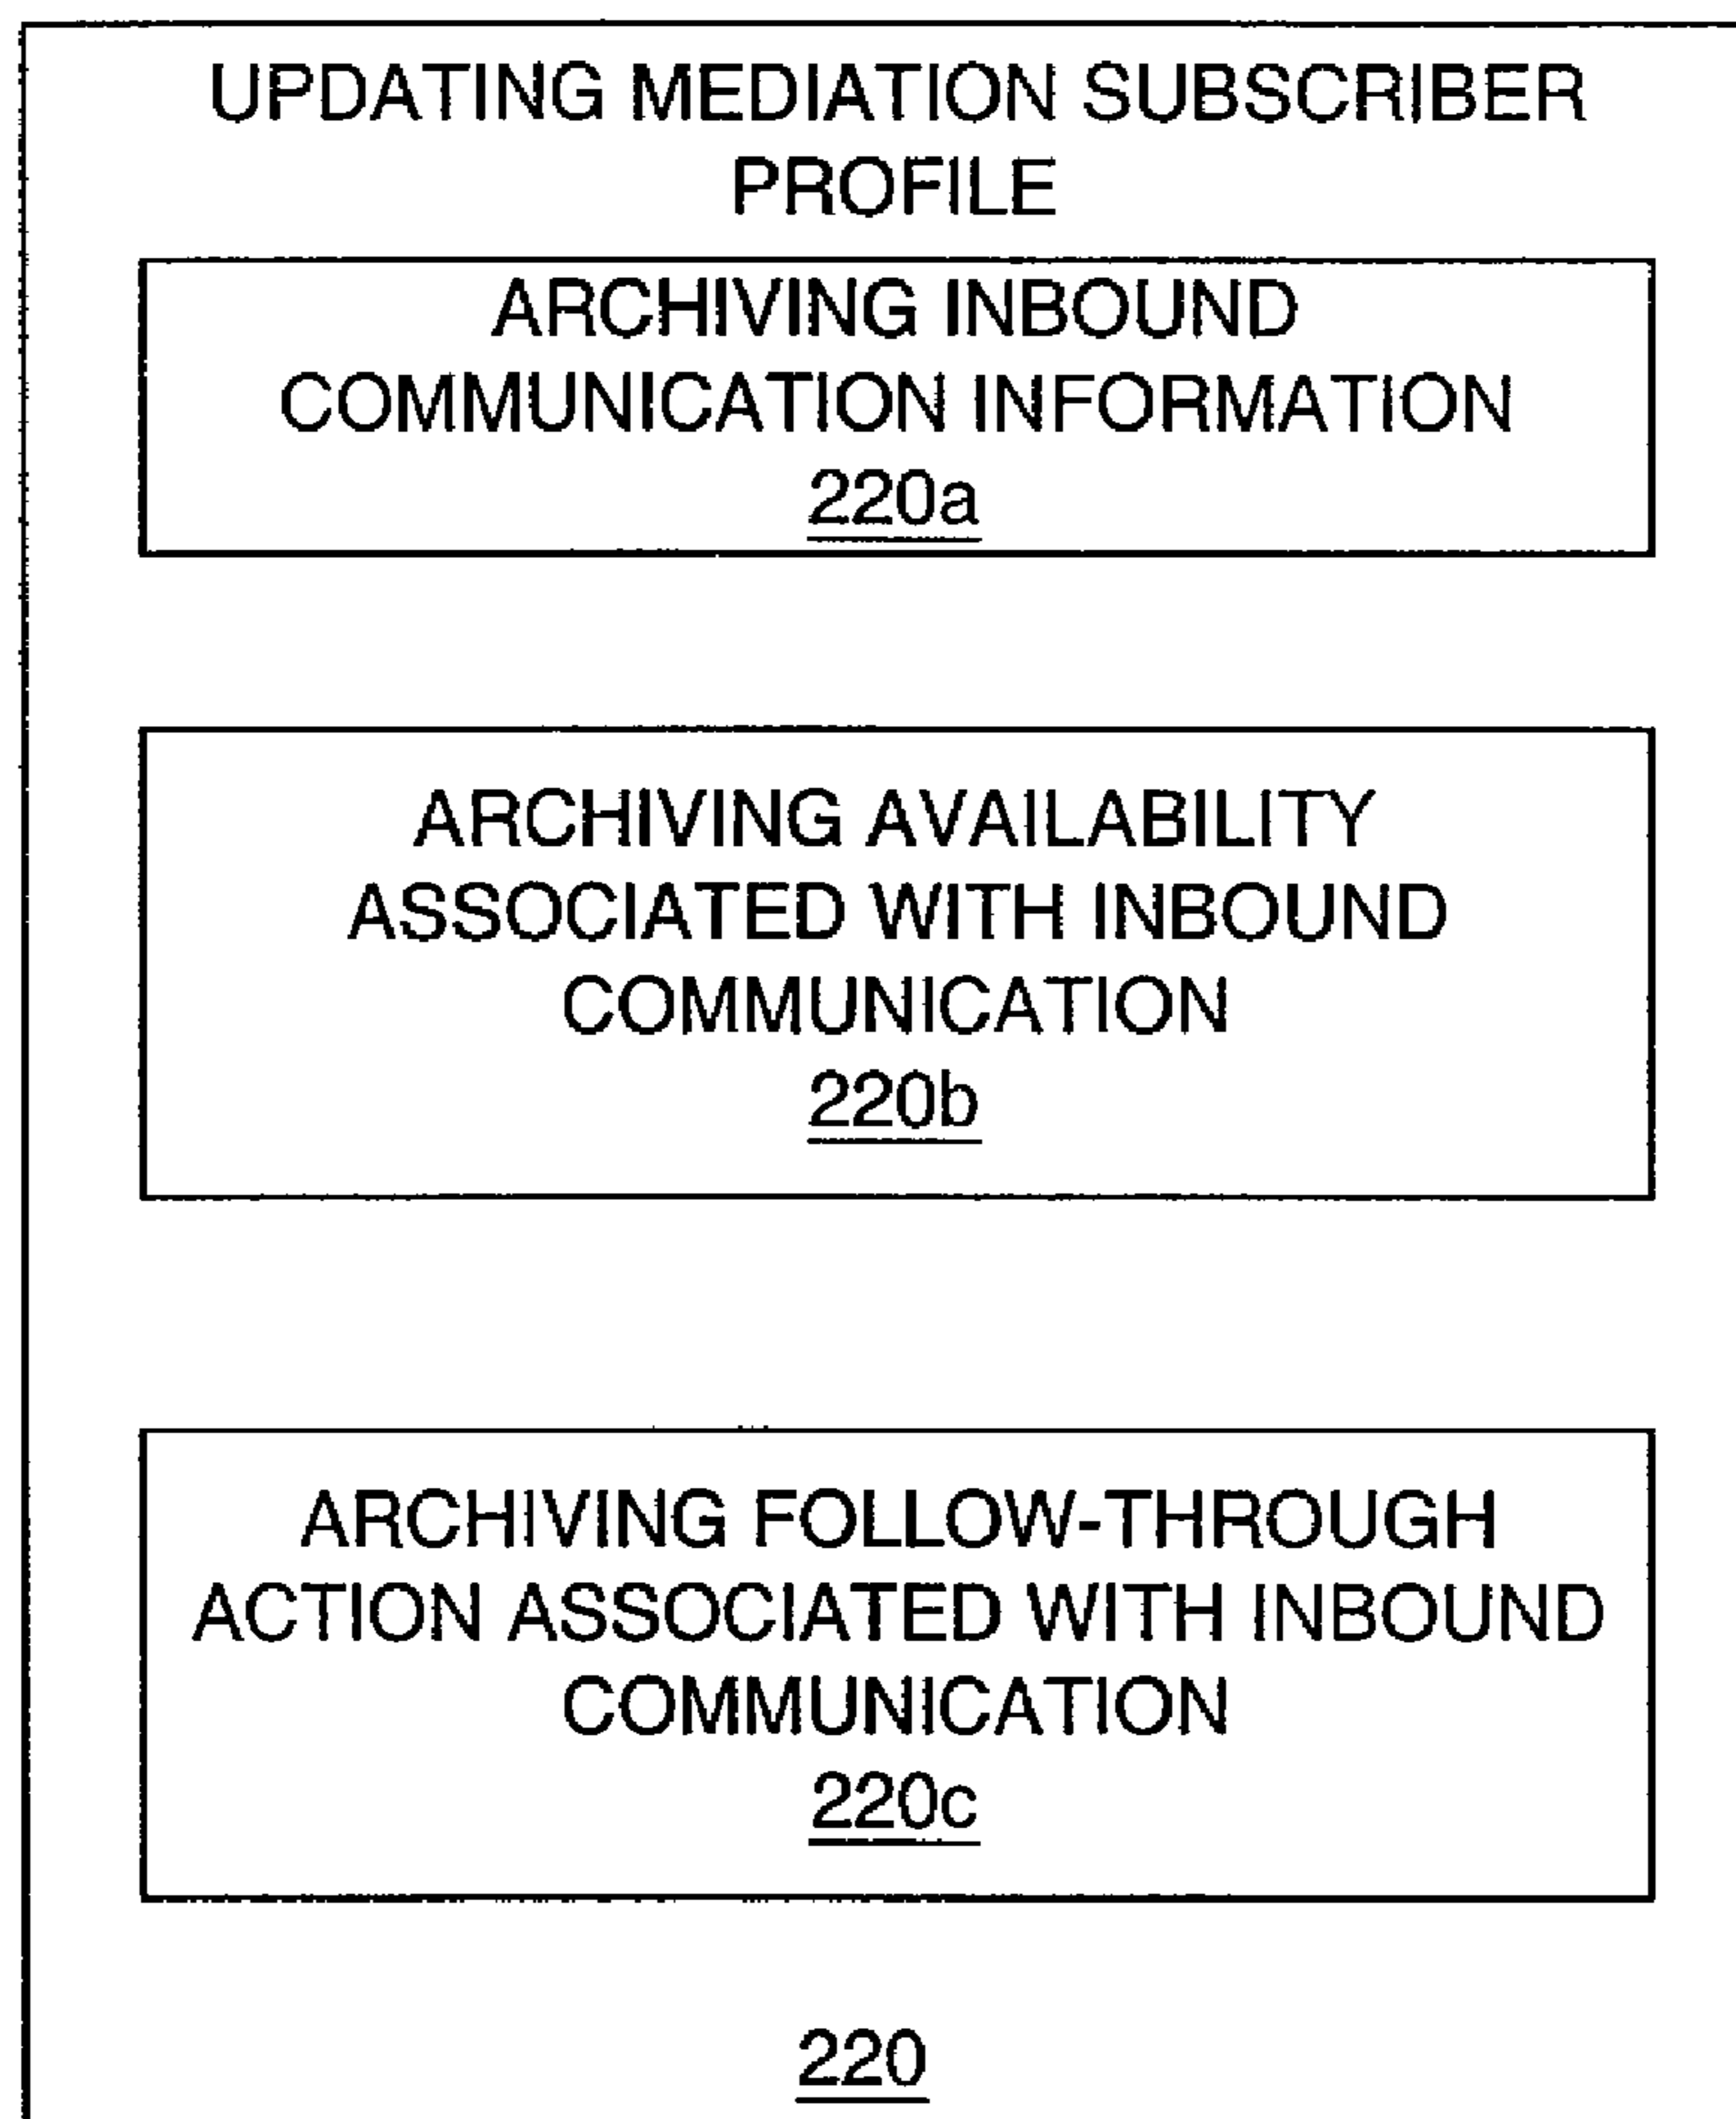 UPDATING MEDIATION SUBSCRIBER
PROFILE
ARCHIVING INBOUND
COMMUNICATION INFORMATION
220a
ARCHIVING AVAILABILITY
ASSOCIATED WITH INBOUND
COMMUNICATION
220b
ARCHIVING FOLLOW-THROUGH
ACTION ASSOCIATED WITH INBOUND
COMMUNICATION
220c
220